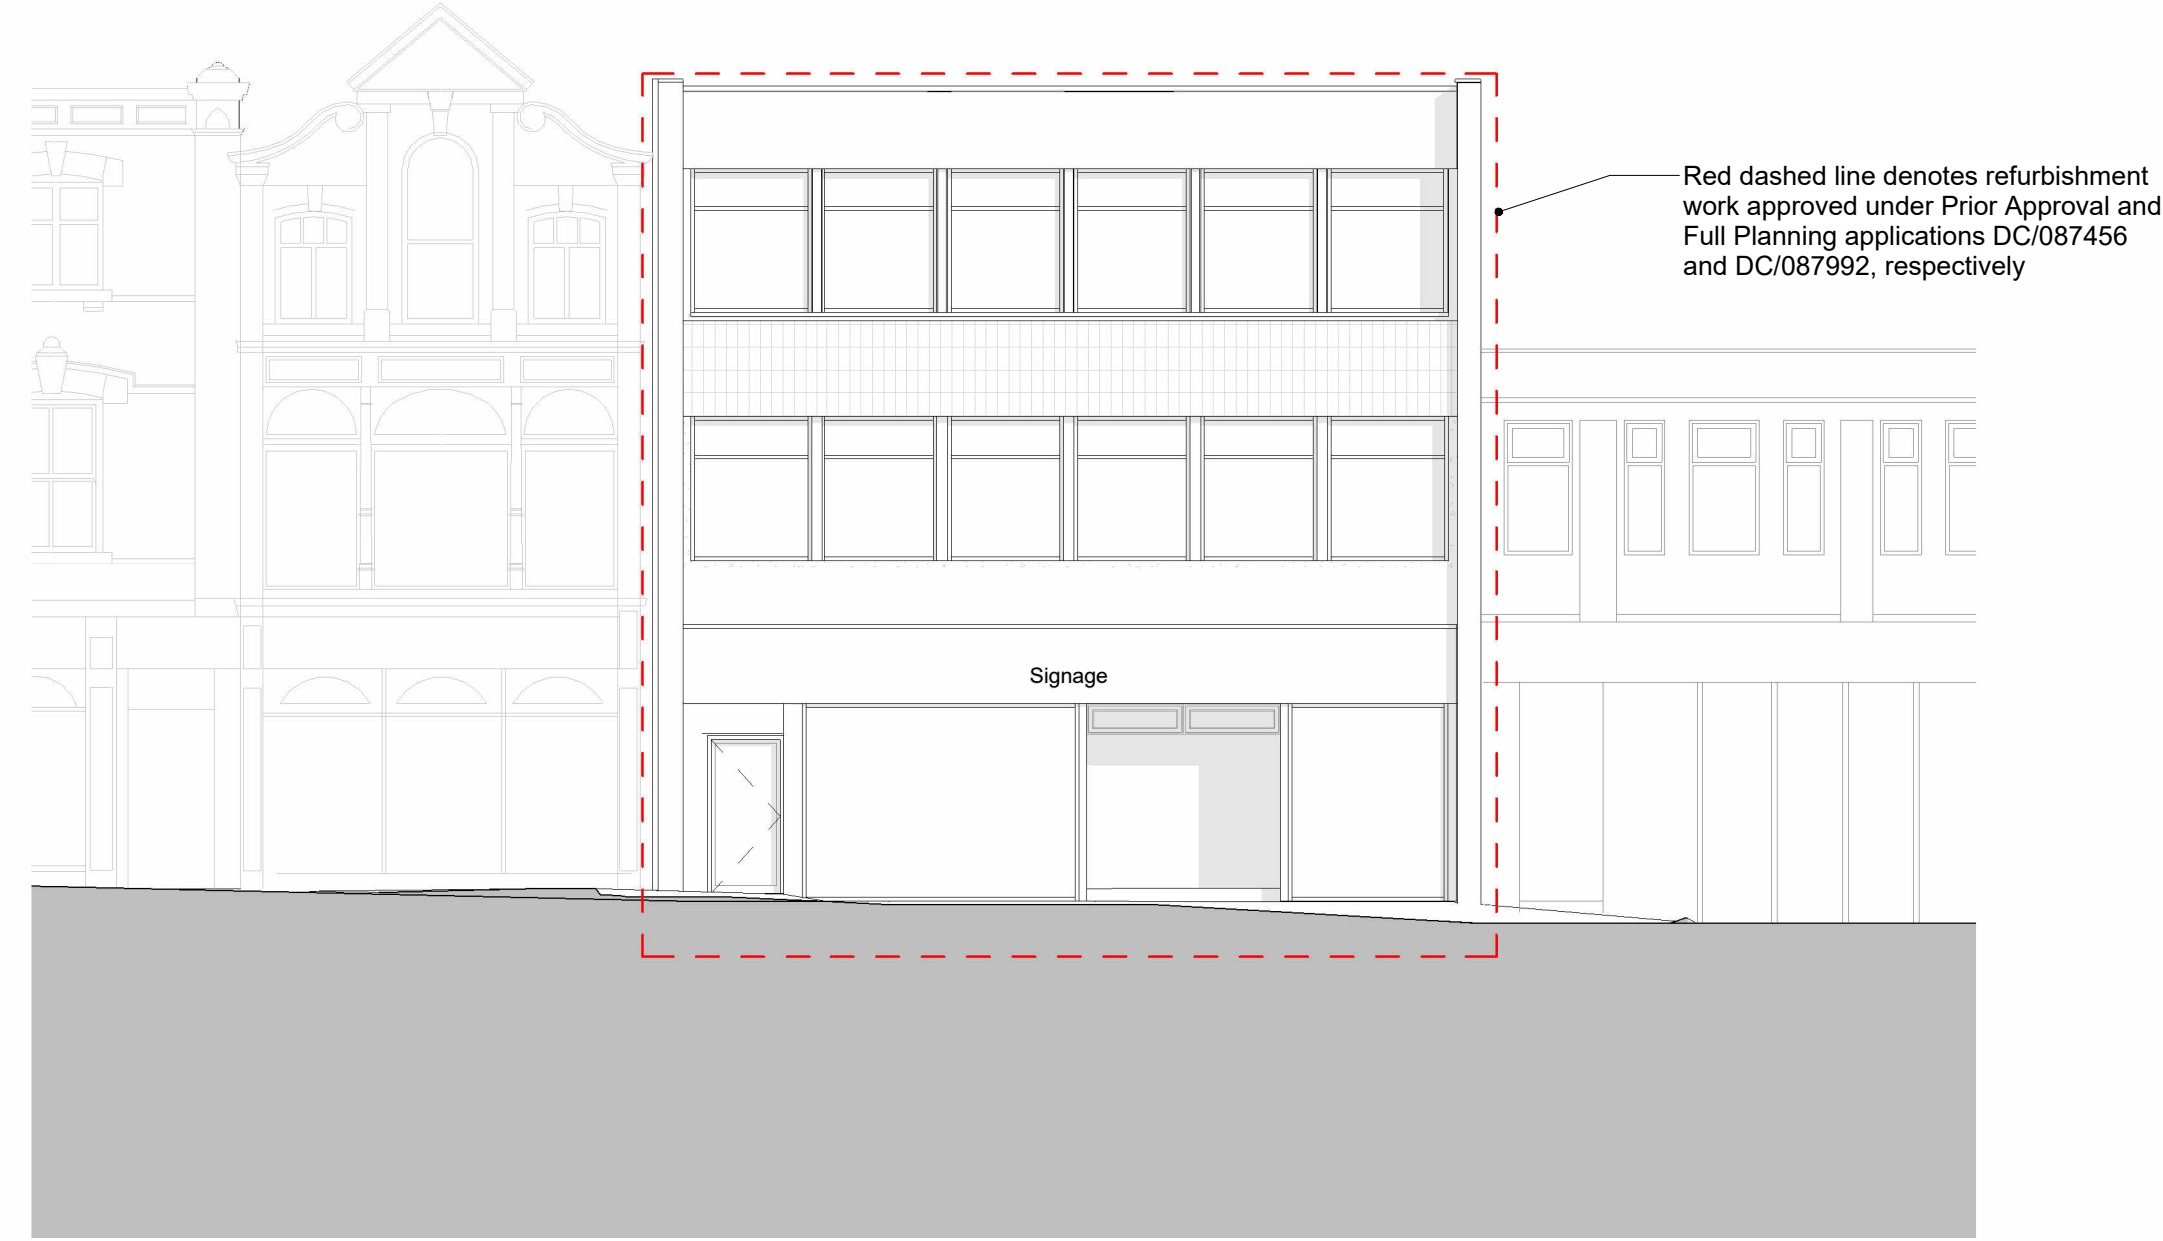 Red dashed line denotes refurbishment
work approved under Prior Approval and
Full Planning applications DC/087456
and DC/087992, respectively
Signage